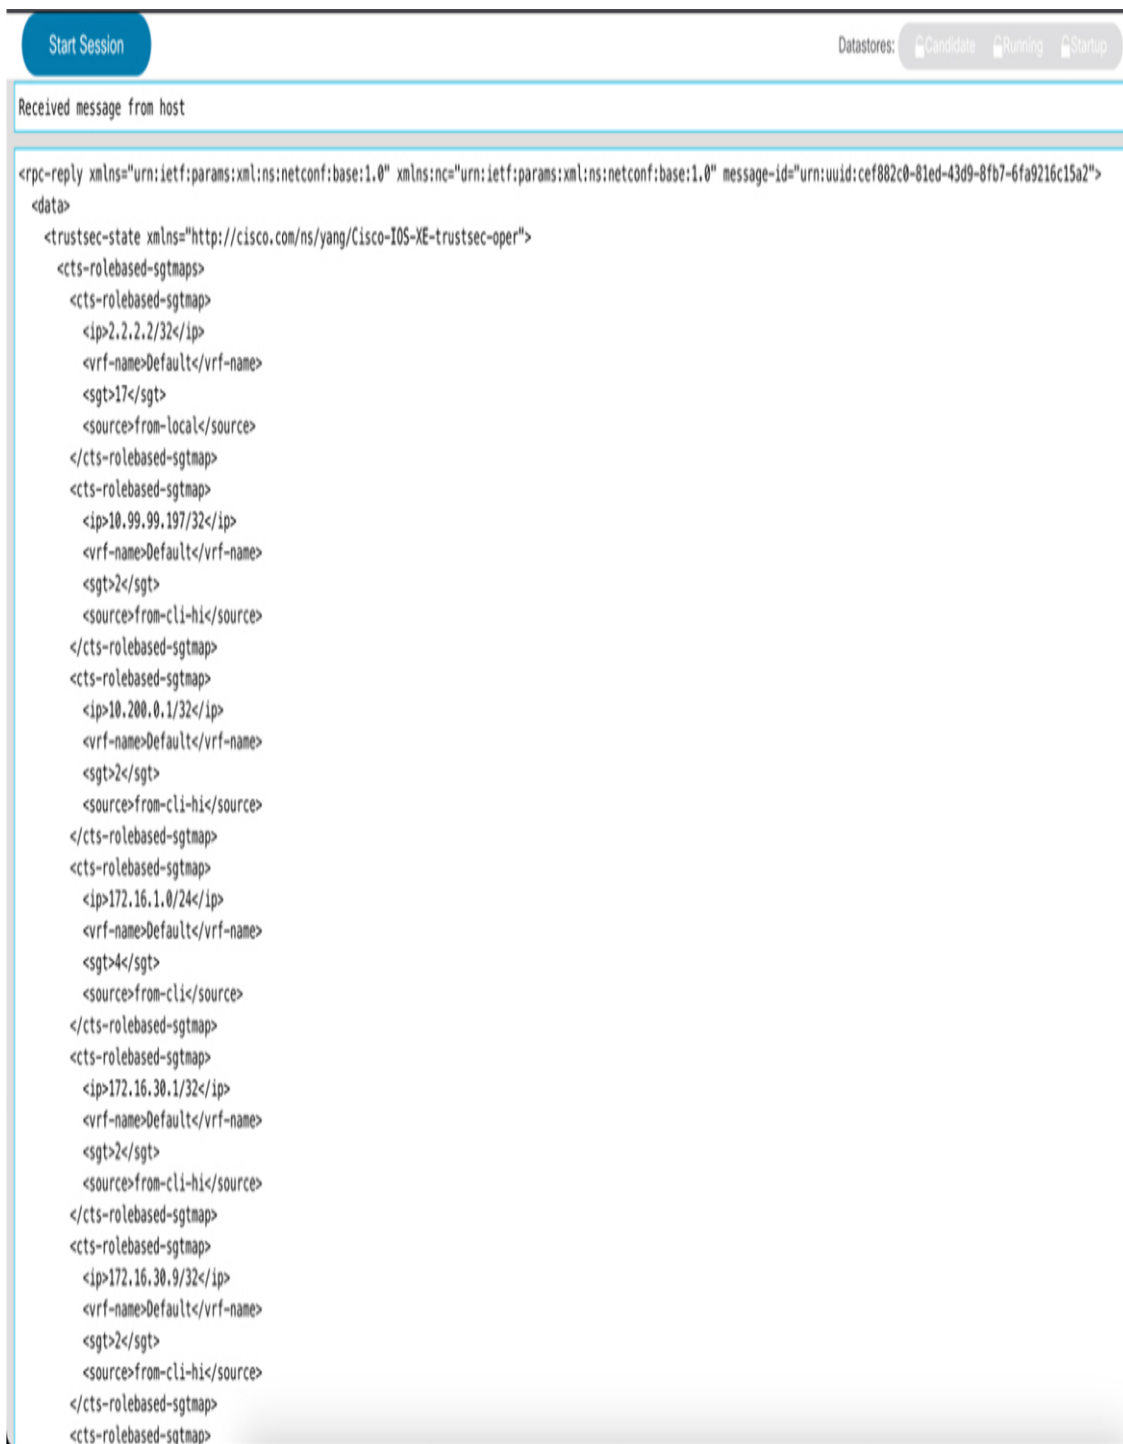 Start Session
Datastores: Candidate Running Startup
Received message from host
<rpc-reply xmlns="urn:ietf:params:xml:ns:netconf:base:1.0" xmlns:nc="urn:ietf:params:xml:ns:netconf:base:1.0" message-id="urn:uuid:cef882c0-81ed-43d9-8fb7-6fa9216c15a2">
<data>
<trustsec-state xmlns="http://cisco.com/ns/yang/Cisco-IOS-XE-trustsec-oper">
<cts-rolebased-sgtmaps>
<cts-rolebased-sgtmap>
<ip>2.2.2.2/32</ip>
<vrf-name>Default</vrf-name>
<sgt>17</sgt>
<source>from-local</source>
</cts-rolebased-sgtmap>
<cts-rolebased-sgtmap>
<ip>10.99.99.197/32</ip>
<vrf-name>Default</vrf-name>
<sgt>2</sgt>
<source>from-cli-hi</source>
</cts-rolebased-sgtmap>
<cts-rolebased-sgtmap>
<ip>10.200.0.1/32</ip>
<vrf-name>Default</vrf-name>
<sgt>2</sgt>
<source>from-cli-hi</source>
</cts-rolebased-sgtmap>
<cts-rolebased-sgtmap>
<ip>172.16.1.0/24</ip>
<vrf-name>Default</vrf-name>
<sgt>4</sgt>
<source>from-cli</source>
</cts-rolebased-sgtmap>
<cts-rolebased-sgtmap>
<ip>172.16.30.1/32</ip>
<vrf-name>Default</vrf-name>
<sgt>2</sgt>
<source>from-cli-hi</source>
</cts-rolebased-sgtmap>
<cts-rolebased-sgtmap>
<ip>172.16.30.9/32</ip>
<vrf-name>Default</vrf-name>
<sgt>2</sgt>
<source>from-cli-hi</source>
</cts-rolebased-sgtmap>
<cts-rolebased-sgtmap>